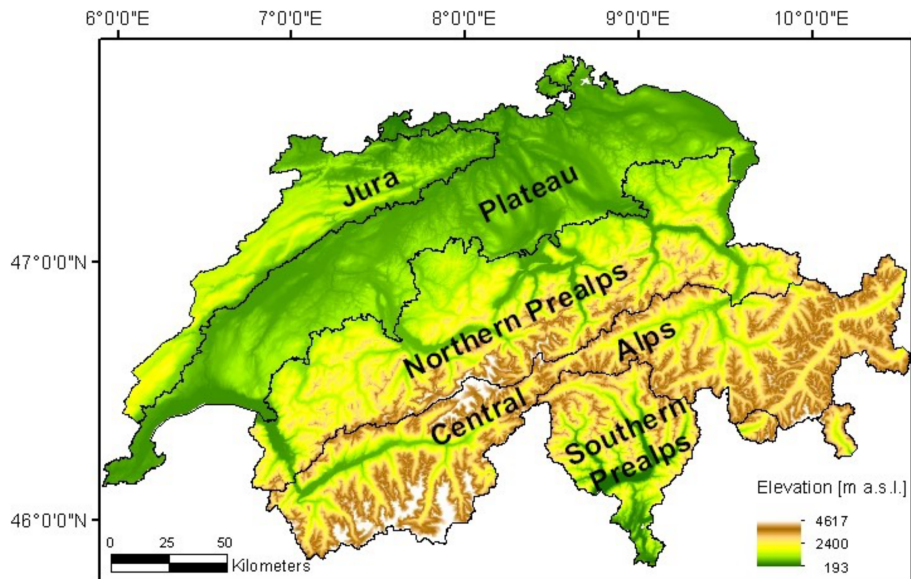 6°0'0"E 7°0'0"E 8°0'0"E 9°0'0"E 10°0'0"E
Jura
Plateau
47°0'0"N
Northern Prealps
Alps
Central
Southern
Prealps
46°0'0"N
Elevation [m a.s.l.]
4617
2400
193
0 25 50
Kilometers